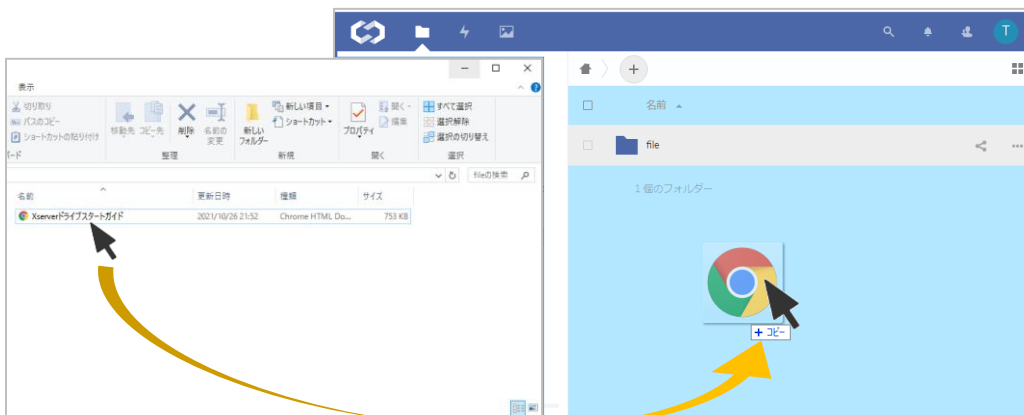 T
表示
切り取り
パスのコピー
ショートカットの貼り付け
ード
移動先
コピー先
削除
名前の
変更
整理
新しい
フォルダー
新しい項目
ショートカット
新規
プロパティ
開く
編集
開く
すべて選択
選択解除
選択の切り替え
選択
fileの検索
名前
更新日時
種類
サイズ
Xserverドライブスタートガイド
2021/10/26 21:52
Chrome HTML Do...
753 KB
名前
file
1 個のフォルダー
+ コピー